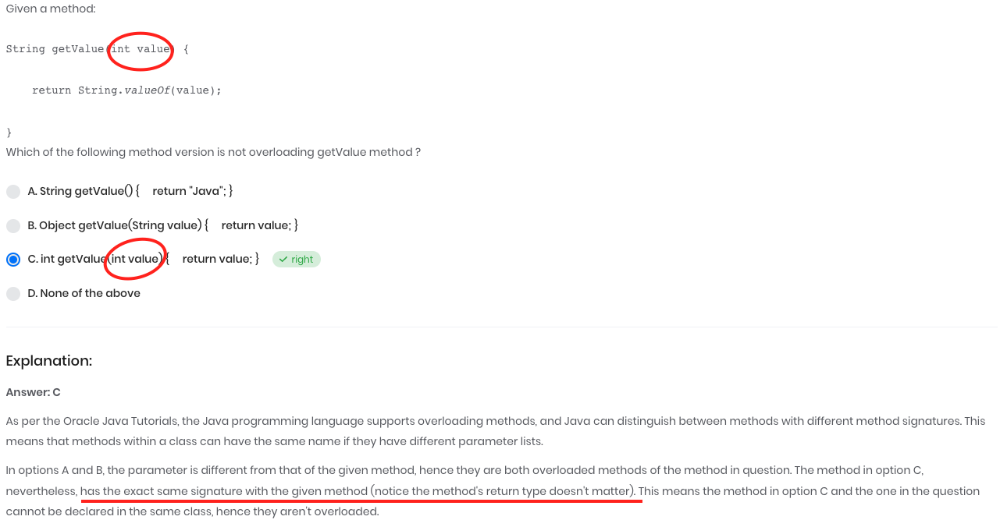 Given a method:
String getValue(int value) {
return String.valueOf(value);
}
Which of the following method version is not overloading getValue method ?
A. String getValue() { return "Java"; }
B. Object getValue(String value) { return value; }
C. int getValue(int value) { return value; } right
D. None of the above
Explanation:
Answer: C
As per the Oracle Java Tutorials, the Java programming language supports overloading methods, and Java can distinguish between methods with different method signatures. This
means that methods within a class can have the same name if they have different parameter lists.
In options A and B, the parameter is different from that of the given method, hence they are both overloaded methods of the method in question. The method in option C,
nevertheless, has the exact same signature with the given method (notice the method's return type doesn't matter). This means the method in option C and the one in the question
cannot be declared in the same class, hence they aren't overloaded.